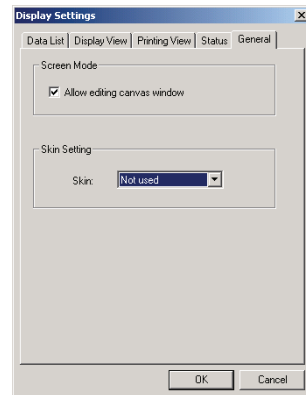 Display Settings
Data List Display View Printing View Status General
Screen Mode
Allow editing canvas window
Skin Setting
Skin: Not used
OK Cancel